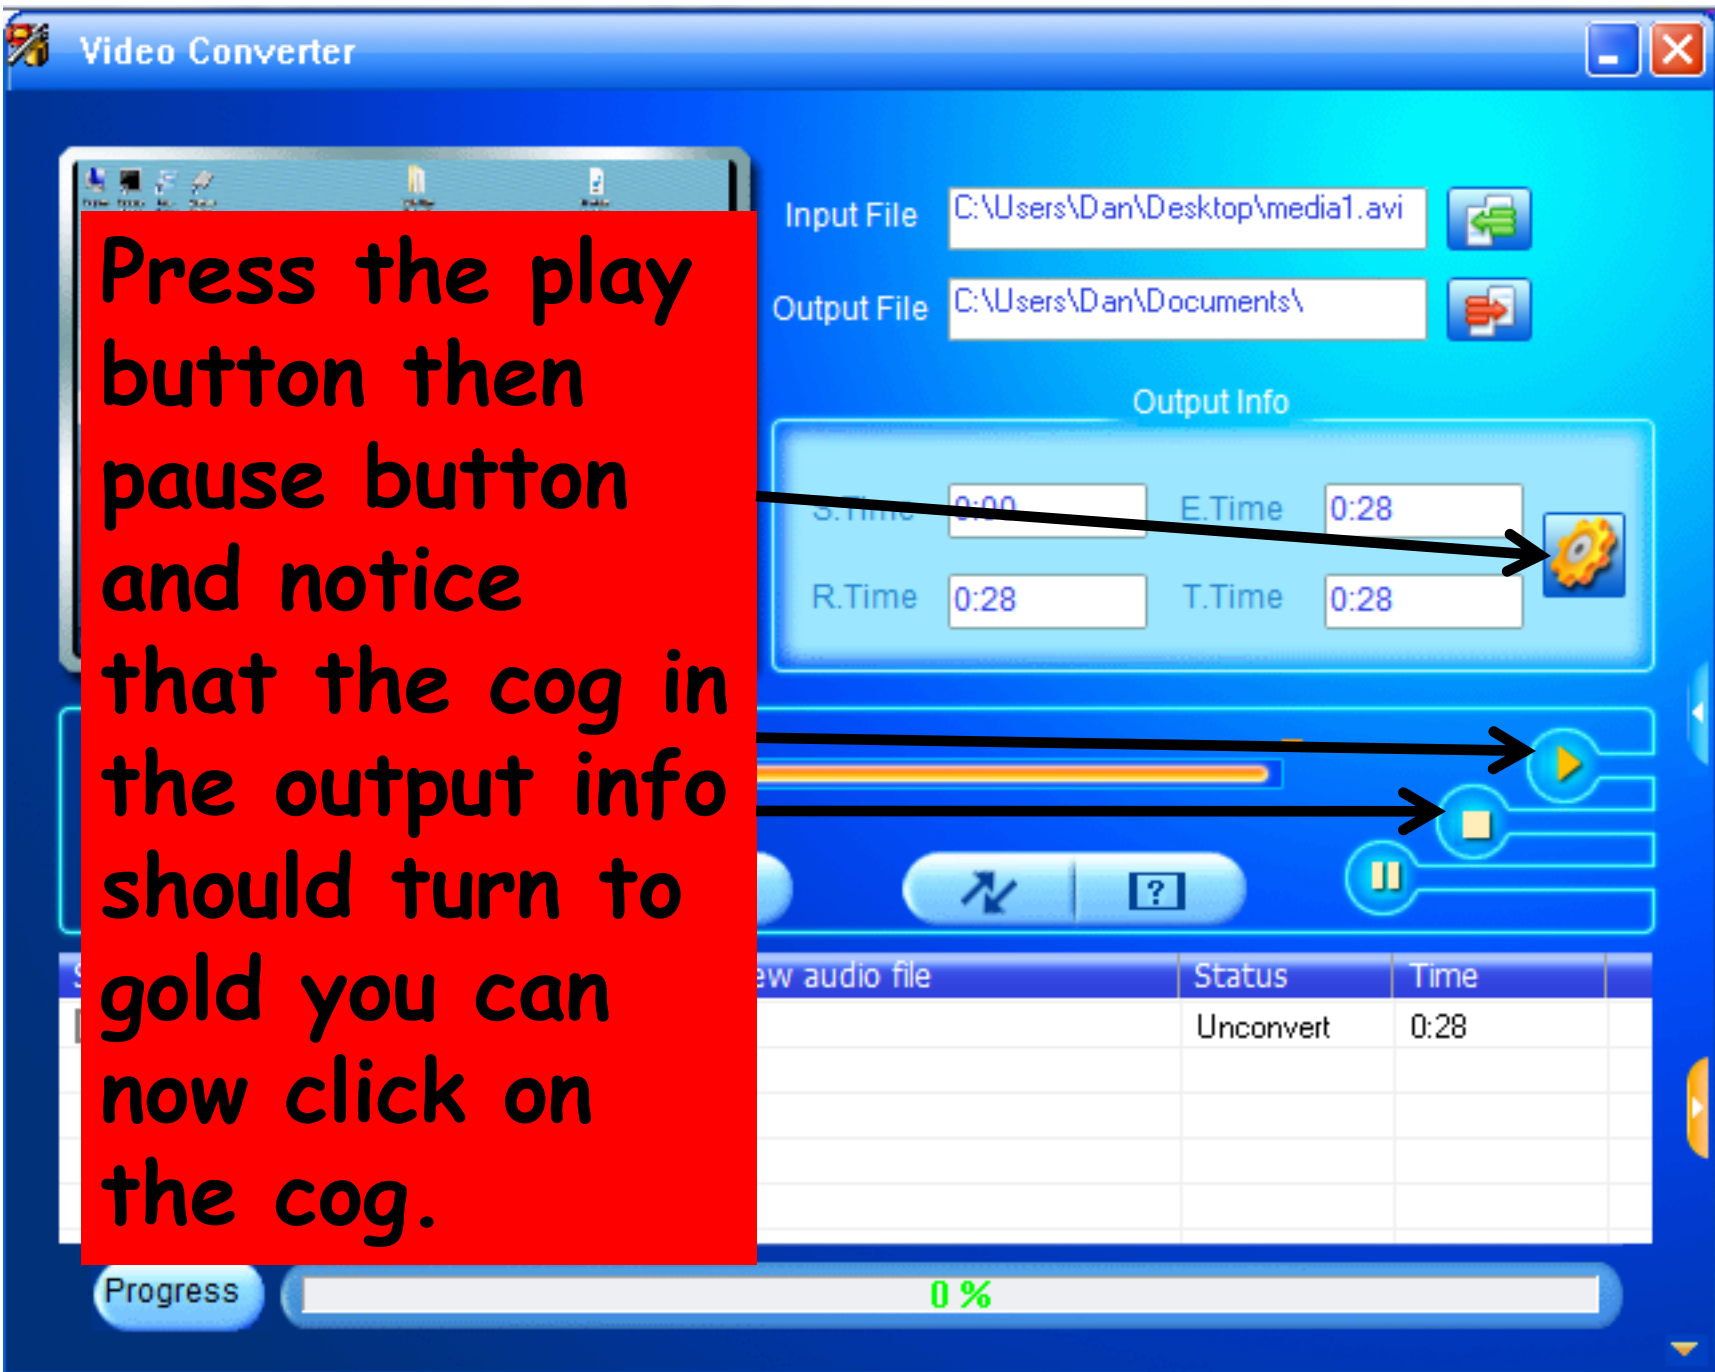 Video Converter
Input File C:\Users\Dan\Desktop\media1.avi
Output File C:\Users\Dan\Documents\
Output Info
S.Time 0:00 E.Time 0:28
R.Time 0:28 T.Time 0:28
Press the play
button then
pause button
and notice
that the cog in
the output info
should turn to
gold you can
now click on
the cog.
audio file Status Time
Unconvert 0:28
Progress 0 %